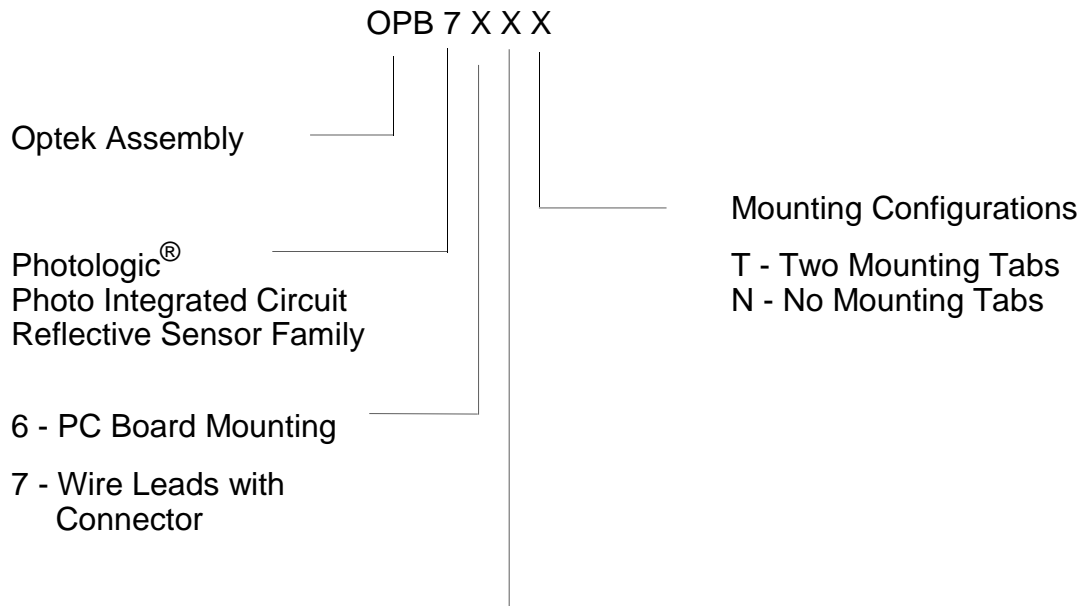 OPB 7 X X X
Optek Assembly
Mounting Configurations
T - Two Mounting Tabs
N - No Mounting Tabs
Photologic®
Photo Integrated Circuit
Reflective Sensor Family
6 - PC Board Mounting
7 - Wire Leads with
Connector